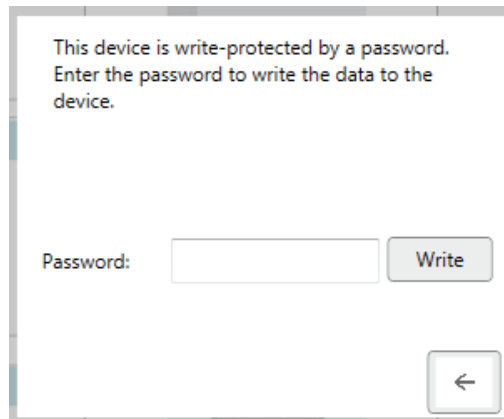 This device is write-protected by a password.
Enter the password to write the data to the
device.
Password:
Write